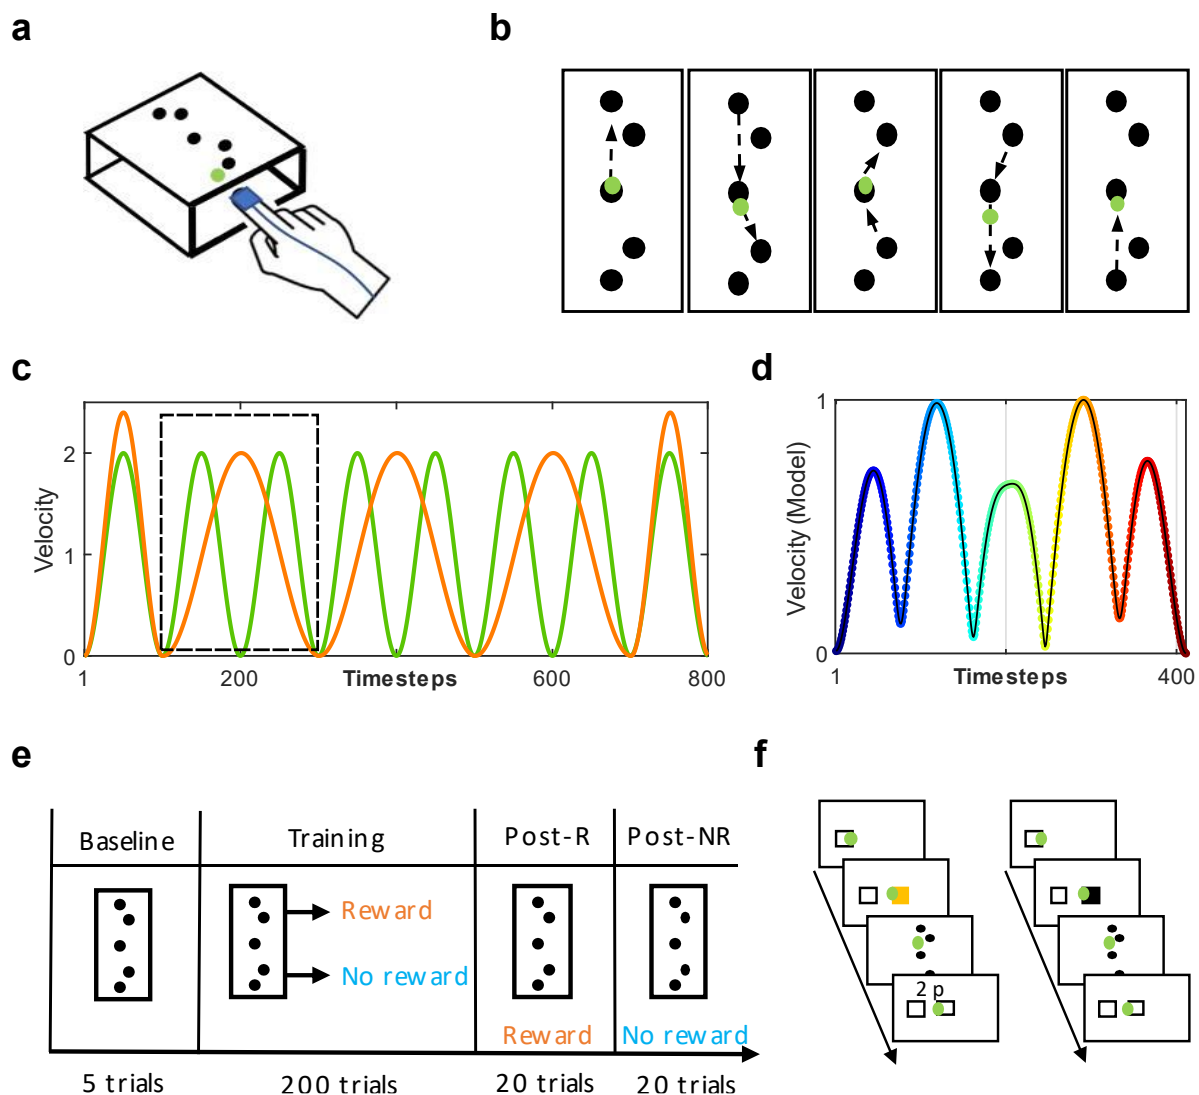 a
b
c
d
2
1
0
Velocity
1
200
Timesteps
600
800
1
0
Velocity (Model)
1
Timesteps
400
e
f
Baseline
Training
Post-R
Post-NR
Reward
No reward
Reward
No reward
5 trials
200 trials
20 trials
20 trials
2 p